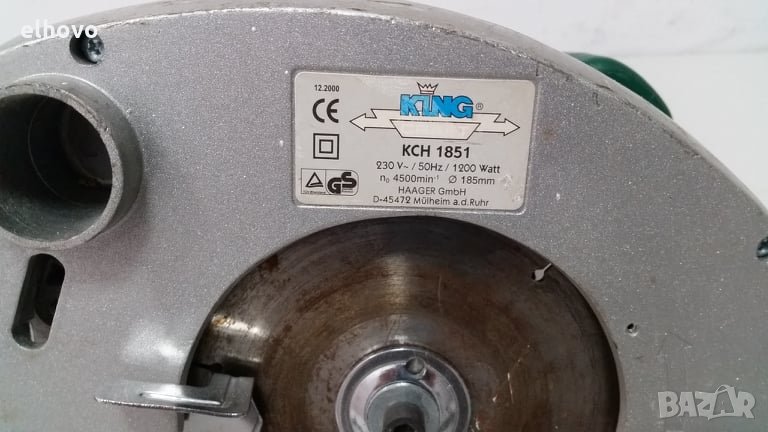 elhovo
12.2000
CE
KING ®
KCH 1851
230 V~ / 50Hz / 1200 Watt
n₀ 4500min⁻¹ Ø 185mm
HAAGER GmbH
D-45472 Mülheim a.d.Ruhr
GS
BAZAR